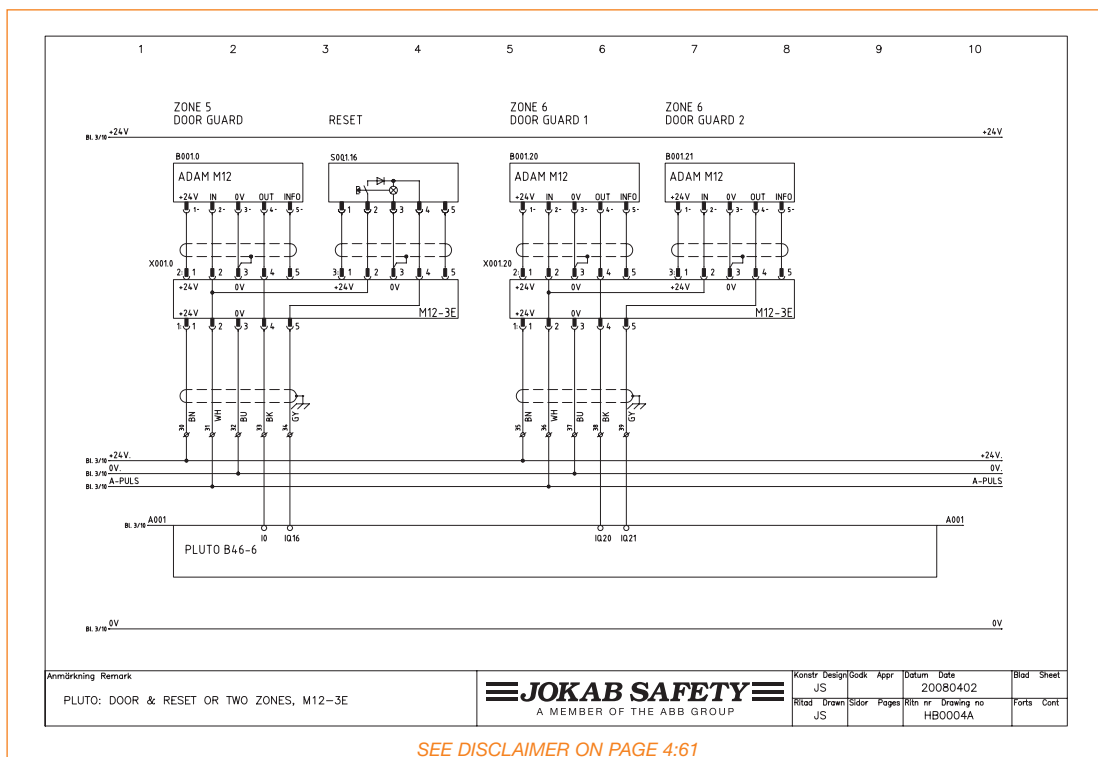 1 2 3 4 5 6 7 8 9 10
ZONE 5 ZONE 6 ZONE 6
DOOR GUARD RESET DOOR GUARD 1 DOOR GUARD 2
Bl. 3/10 +24V +24V
B001.0 S001.16 B001.20 B001.21
ADAM M12 ADAM M12 ADAM M12
+24V IN 0V OUT INFO +24V IN 0V OUT INFO +24V IN 0V OUT INFO
1- 2- 3- 4- 5- 1 2 3 4 5 1- 2- 3- 4- 5- 1- 2- 3- 4- 5-
X001.0 X001.20
2: 1 2 3 4 5 3: 1 2 3 4 5 2: 1 2 3 4 5 3: 1 2 3 4 5
+24V 0V +24V 0V +24V 0V +24V 0V
+24V 0V M12-3E +24V 0V M12-3E
1: 1 2 3 4 5 1: 1 2 3 4 5
BN WH BU BK GY BN WH BU BK GY
30 31 32 33 34 35 36 37 38 39
Bl. 3/10 +24V. +24V.
Bl. 3/10 0V. 0V.
Bl. 3/10 A-PULS A-PULS
Bl. 3/10 A001 A001
I0 IQ16 IQ20 IQ21
PLUTO B46-6
Bl. 3/10 0V 0V
Anmärkning Remark
PLUTO: DOOR & RESET OR TWO ZONES, M12-3E
JOKAB SAFETY
A MEMBER OF THE ABB GROUP
Konstr Design Godk Appr Datum Date Blad Sheet
JS 20080402
Ritad Drawn Sidor Pages Ritn nr Drawing no Forts Cont
JS HB0004A
SEE DISCLAIMER ON PAGE 4:61